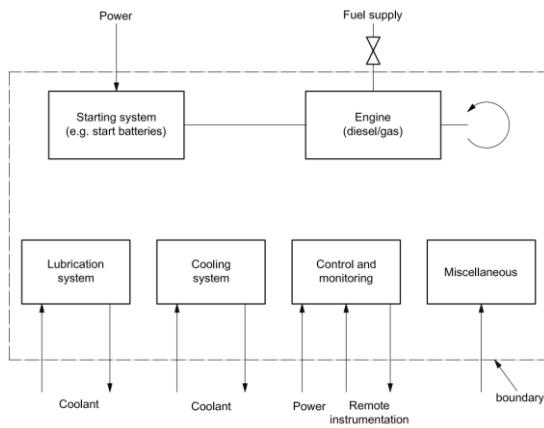 Power
Fuel supply
Starting system
(e.g. start batteries)
Engine
(diesel/gas)
Lubrication
system
Cooling
system
Control and
monitoring
Miscellaneous
Coolant
Coolant
Power
Remote
instrumentation
boundary